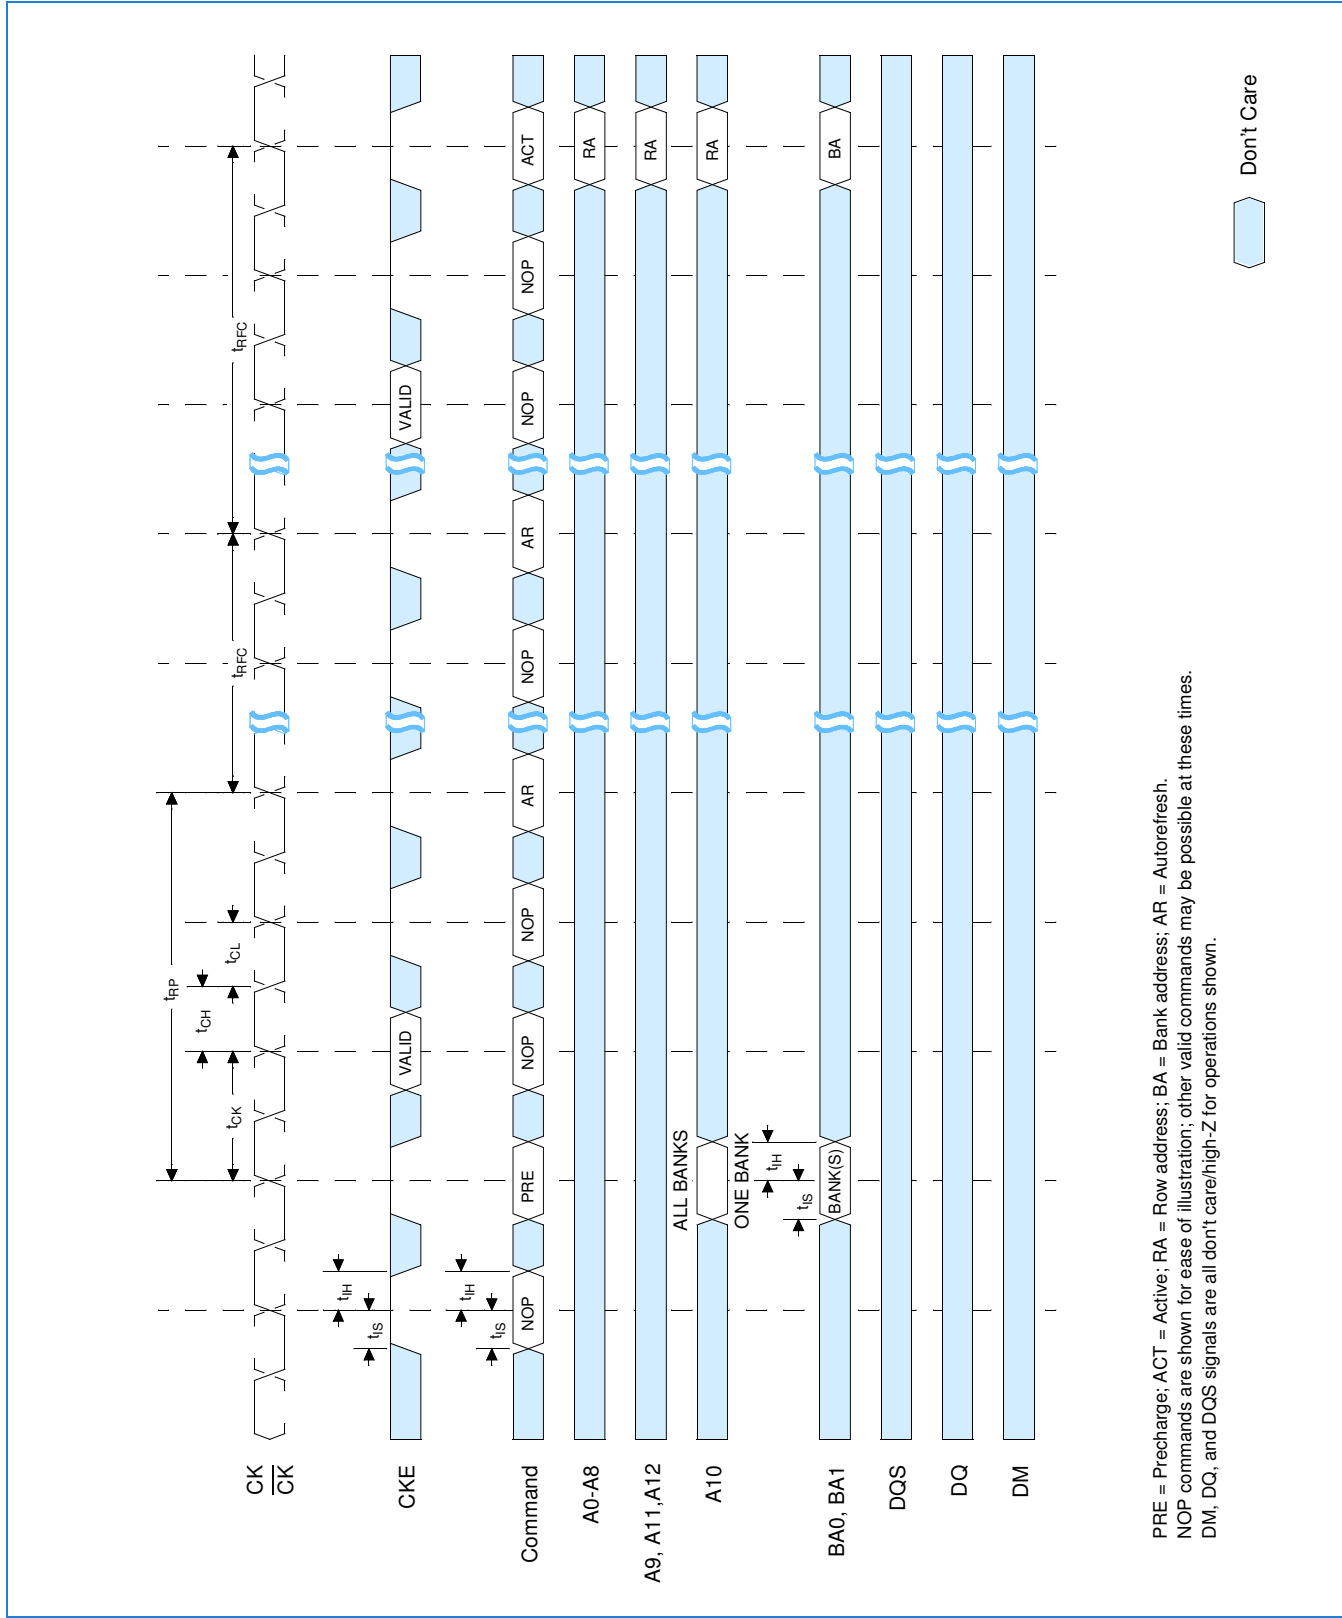 tRP
tCH
tCK
tCL
tRFC
tRFC
CK
CK
tIS
tIH
CKE
VALID
VALID
tIS
tIH
Command
NOP
PRE
NOP
NOP
AR
NOP
AR
NOP
NOP
ACT
A0-A8
RA
A9, A11,A12
RA
ALL BANKS
A10
RA
ONE BANK
tIS
tIH
BA0, BA1
BANK(S)
BA
DQS
DQ
DM
PRE = Precharge; ACT = Active; RA = Row address; BA = Bank address; AR = Autorefresh.
NOP commands are shown for ease of illustration; other valid commands may be possible at these times.
DM, DQ, and DQS signals are all don't care/high-Z for operations shown.
Don't Care